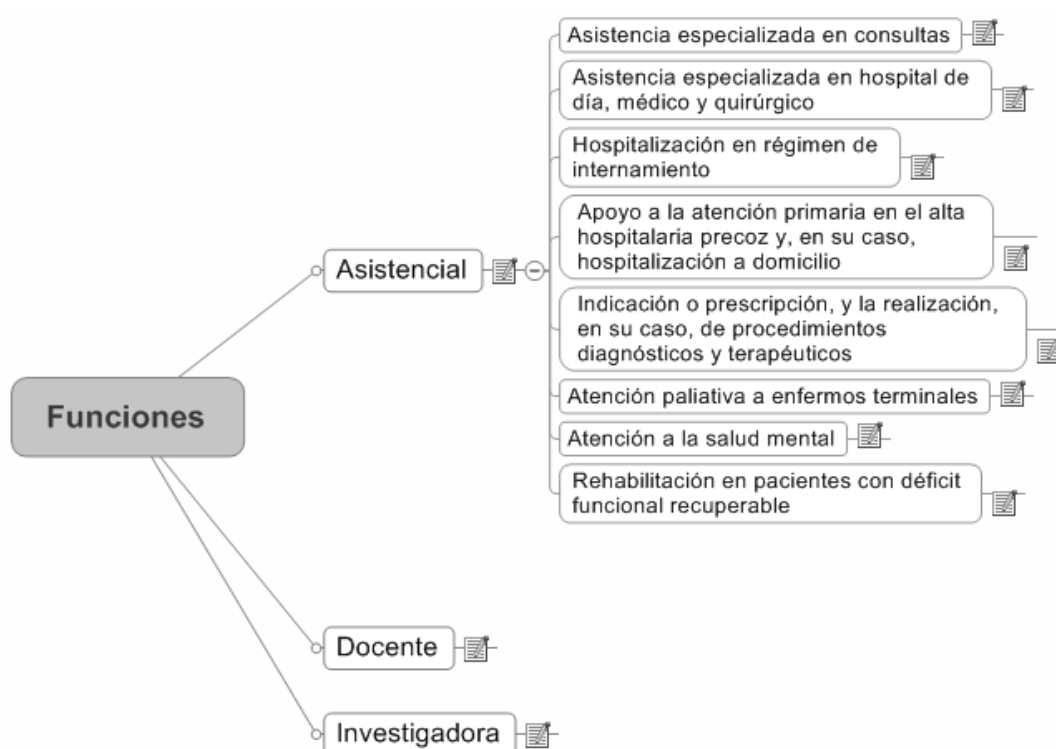 Funciones
Asistencial
Asistencia especializada en consultas
Asistencia especializada en hospital de
día, médico y quirúrgico
Hospitalización en régimen de
internamiento
Apoyo a la atención primaria en el alta
hospitalaria precoz y, en su caso,
hospitalización a domicilio
Indicación o prescripción, y la realización,
en su caso, de procedimientos
diagnósticos y terapéuticos
Atención paliativa a enfermos terminales
Atención a la salud mental
Rehabilitación en pacientes con déficit
funcional recuperable
Docente
Investigadora